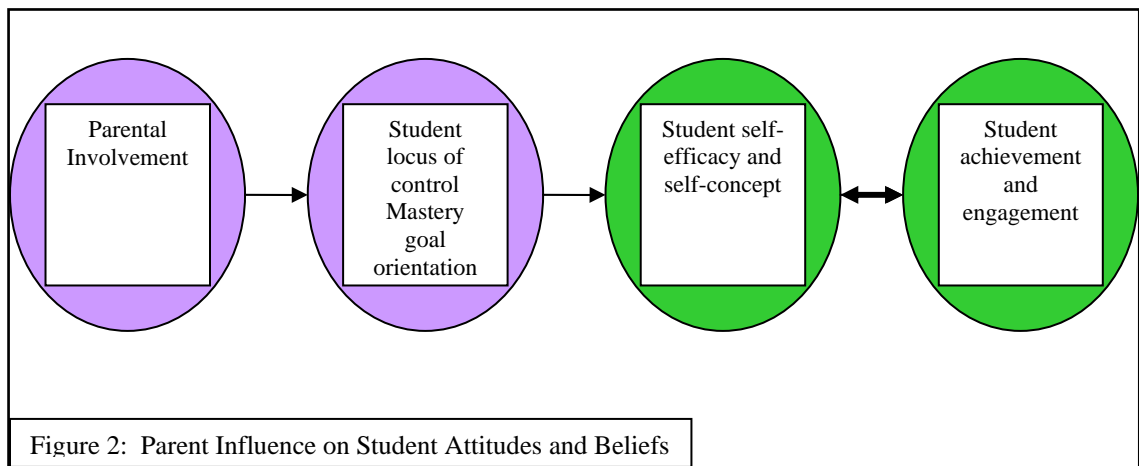 Parental
Involvement
Student
locus of
control
Mastery
goal
orientation
Student self-
efficacy and
self-concept
Student
achievement
and
engagement
Figure 2:  Parent Influence on Student Attitudes and Beliefs